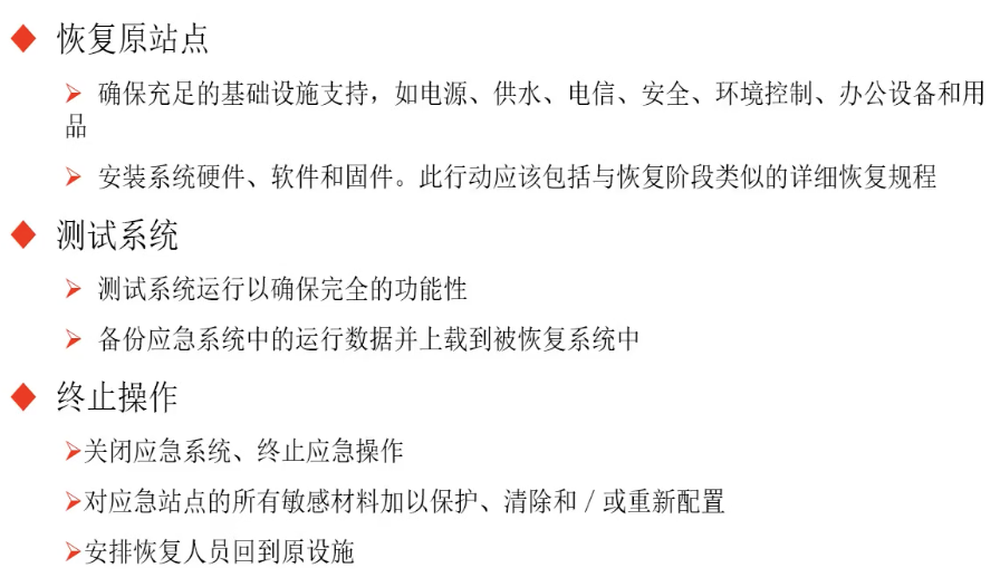 恢复原站点
确保充足的基础设施支持，如电源、供水、电信、安全、环境控制、办公设备和用
品
安装系统硬件、软件和固件。此行动应该包括与恢复阶段类似的详细恢复规程
测试系统
测试系统运行以确保完全的功能性
备份应急系统中的运行数据并上载到被恢复系统中
终止操作
关闭应急系统、终止应急操作
对应急站点的所有敏感材料加以保护、清除和/或重新配置
安排恢复人员回到原设施